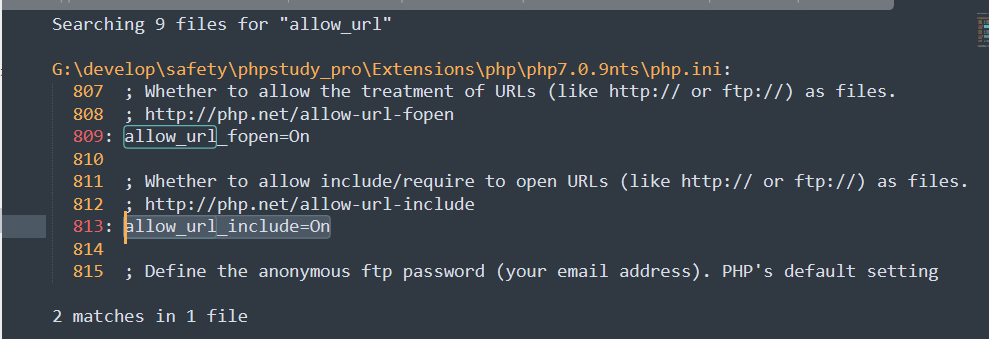 Searching 9 files for "allow_url"
G:\develop\safety\phpstudy_pro\Extensions\php\php7.0.9nts\php.ini:
807 ; Whether to allow the treatment of URLs (like http:// or ftp://) as files.
808 ; http://php.net/allow-url-fopen
809: allow_url_fopen=On
810
811 ; Whether to allow include/require to open URLs (like http:// or ftp://) as files.
812 ; http://php.net/allow-url-include
813: allow_url_include=On
814
815 ; Define the anonymous ftp password (your email address). PHP's default setting
2 matches in 1 file